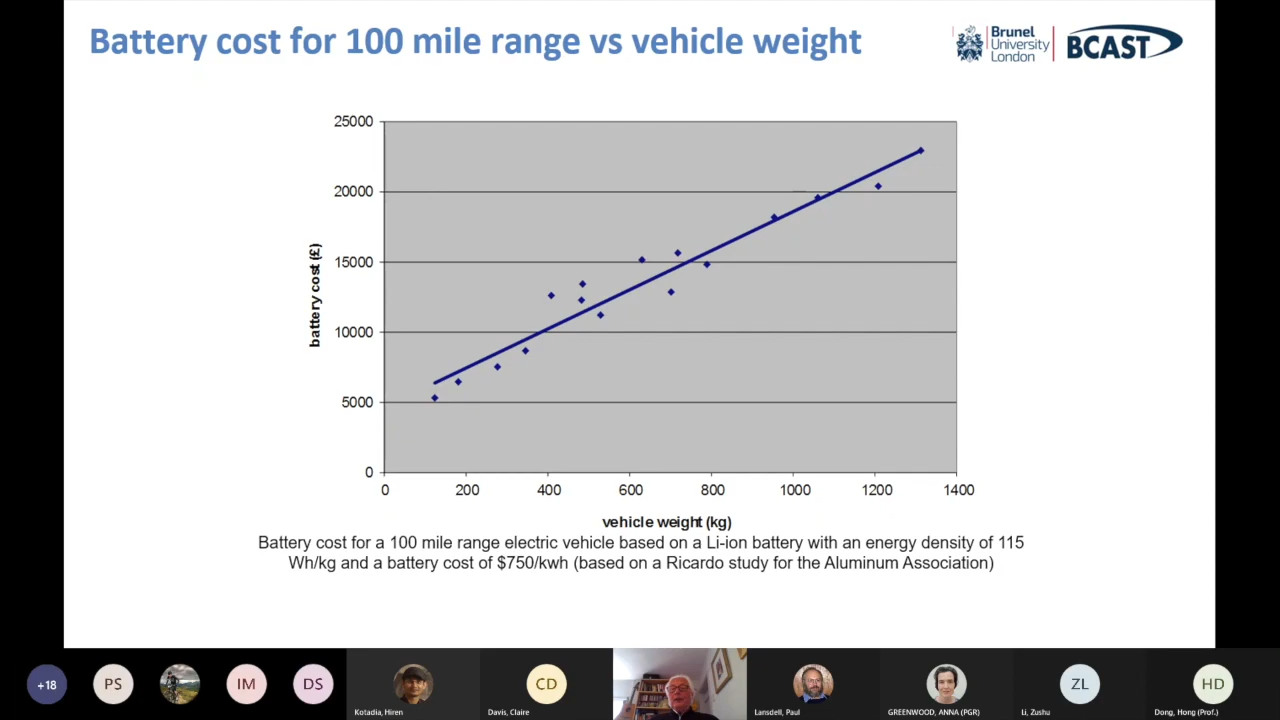 Battery cost for 100 mile range vs vehicle weight
Brunel
University
London
BCAST
25000
20000
15000
10000
5000
0
battery cost (£)
0 200 400 600 800 1000 1200 1400
vehicle weight (kg)
Battery cost for a 100 mile range electric vehicle based on a Li-ion battery with an energy density of 115
Wh/kg and a battery cost of $750/kwh (based on a Ricardo study for the Aluminum Association)
+18 PS IM DS CD ZL HD
Kotadia, Hiren Davis, Claire Lansdell, Paul GREENWOOD, ANNA (PGR) Li, Zushu Dong, Hong (Prof.)